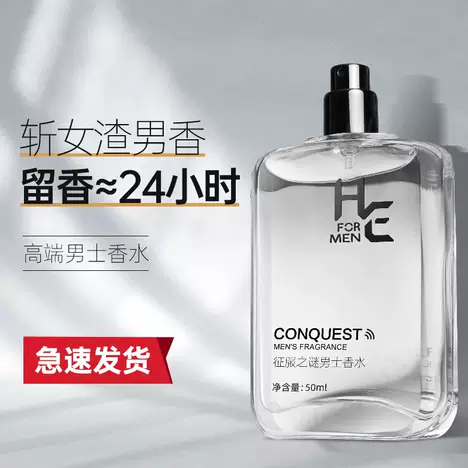 斩女渣男香
留香≈24小时
高端男士香水
急速发货
HE
FOR
MEN
CONQUEST
MEN'S FRAGRANCE
征服之谜男士香水
净含量:50ml